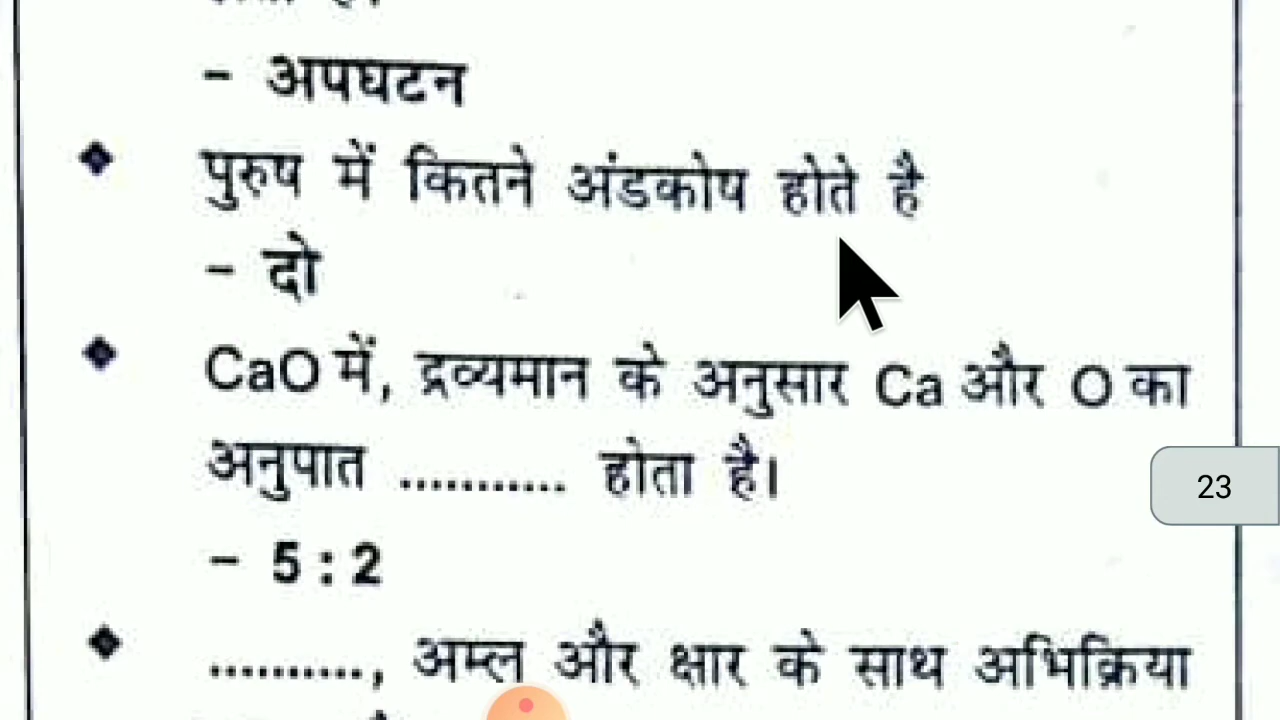 - अपघटन
❖ पुरुष में कितने अंडकोष होते है
- दो
❖ CaO में, द्रव्यमान के अनुसार Ca और O का
अनुपात ........... होता है।
- 5 : 2
23
❖ .........., अम्ल और क्षार के साथ अभिक्रिया